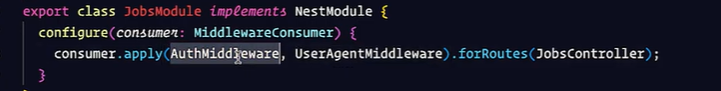 export class JobsModule implements NestModule {
configure(consumer: MiddlewareConsumer) {
consumer.apply(AuthMiddleware, UserAgentMiddleware).forRoutes(JobsController);
}